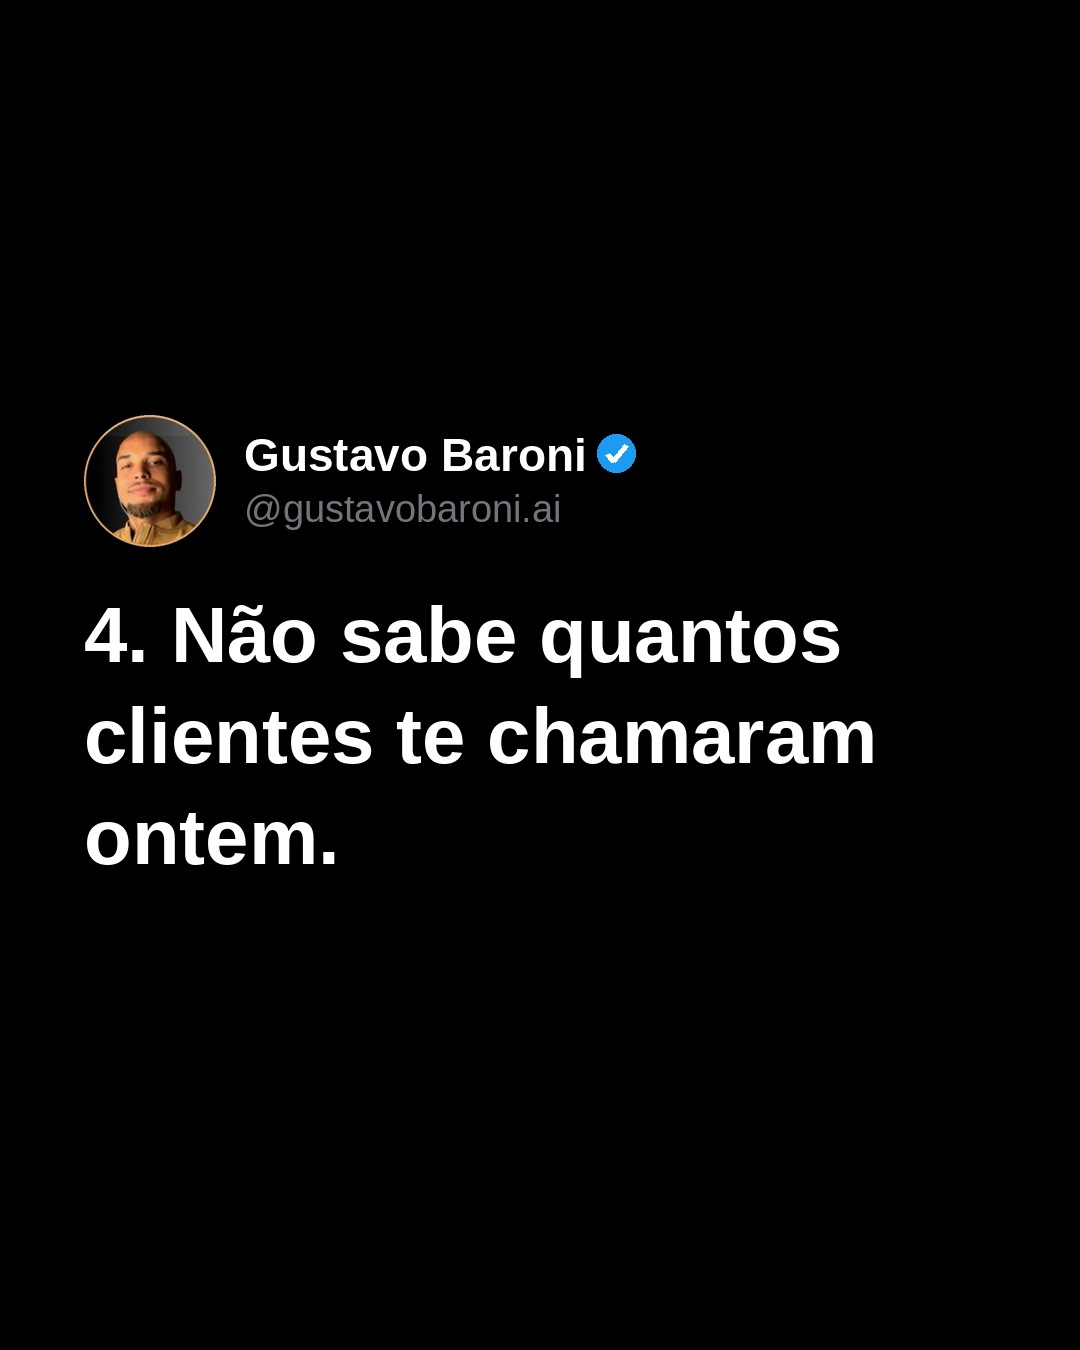 Gustavo Baroni
@gustavobaroni.ai
4. Não sabe quantos
clientes te chamaram
ontem.